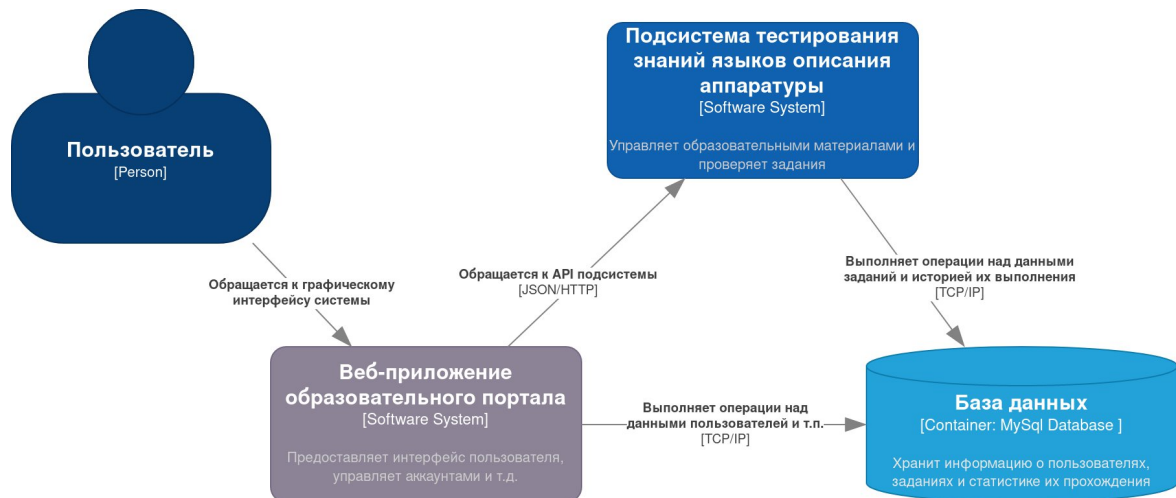 Пользователь
[Person]
Подсистема тестирования
знаний языков описания
аппаратуры
[Software System]
Управляет образовательными материалами и
проверяет задания
Обращается к графическому
интерфейсу системы
Обращается к API подсистемы
[JSON/HTTP]
Выполняет операции над данными
заданий и историей их выполнения
[TCP/IP]
Веб-приложение
образовательного портала
[Software System]
Предоставляет интерфейс пользователя,
управляет аккаунтами и т.д.
Выполняет операции над
данными пользователей и т.п.
[TCP/IP]
База данных
[Container: MySql Database ]
Хранит информацию о пользователях,
заданиях и статистике их прохождения